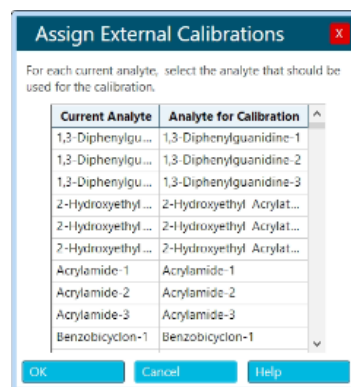 Assign External Calibrations
X
For each current analyte, select the analyte that should be
used for the calibration.
Current Analyte Analyte for Calibration
1,3-Diphenylgu... 1,3-Diphenylguanidine-1
1,3-Diphenylgu... 1,3-Diphenylguanidine-2
1,3-Diphenylgu... 1,3-Diphenylguanidine-3
2-Hydroxyethyl ... 2-Hydroxyethyl Acrylat...
2-Hydroxyethyl ... 2-Hydroxyethyl Acrylat...
2-Hydroxyethyl ... 2-Hydroxyethyl Acrylat...
Acrylamide-1 Acrylamide-1
Acrylamide-2 Acrylamide-2
Acrylamide-3 Acrylamide-3
Benzobicyclon-1 Benzobicyclon-1
OK Cancel Help